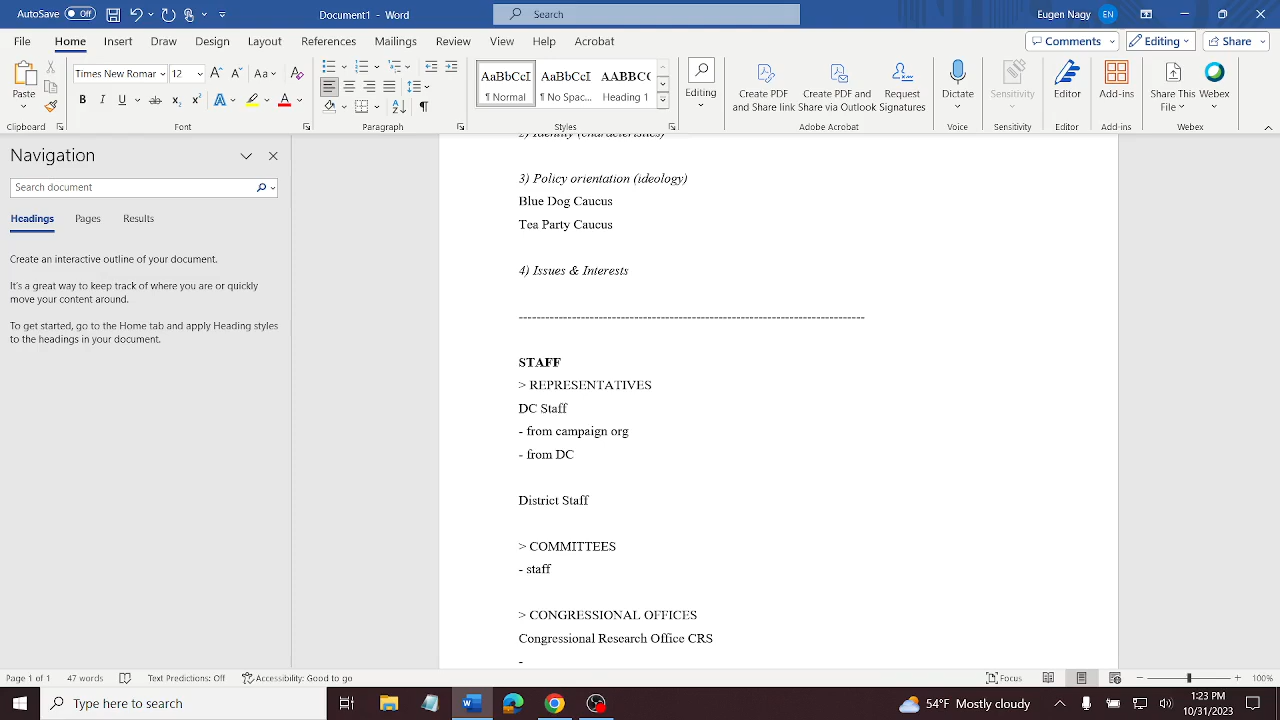 AutoSave Off Document1 - Word Search Eugen Nagy EN
File Home Insert Draw Design Layout References Mailings Review View Help Acrobat Comments Editing Share
Paste Times New Romar 12 Aa AaBbCcI AaBbCcI AABBC Editing Create PDF Create PDF and Request Dictate Sensitivity Editor Add-ins Share This Webex
B I U ab x₂ x² A A ¶ Normal ¶ No Spac... Heading 1 and Share link Share via Outlook Signatures File Webex
Clipboard Font Paragraph Styles Adobe Acrobat Voice Sensitivity Editor Add-ins Webex
Navigation
Search document
Headings Pages Results
Create an interactive outline of your document.
It's a great way to keep track of where you are or quickly
move your content around.
To get started, go to the Home tab and apply Heading styles
to the headings in your document.
2) Identity (characteristics)
3) Policy orientation (ideology)
Blue Dog Caucus
Tea Party Caucus
4) Issues & Interests
------------------------------------------------------------------------------
STAFF
> REPRESENTATIVES
DC Staff
- from campaign org
- from DC
District Staff
> COMMITTEES
- staff
> CONGRESSIONAL OFFICES
Congressional Research Office CRS
-
Page 1 of 1 47 words Text Predictions: Off Accessibility: Good to go Focus 100%
Type here to search 54°F Mostly cloudy 1:23 PM
10/31/2023